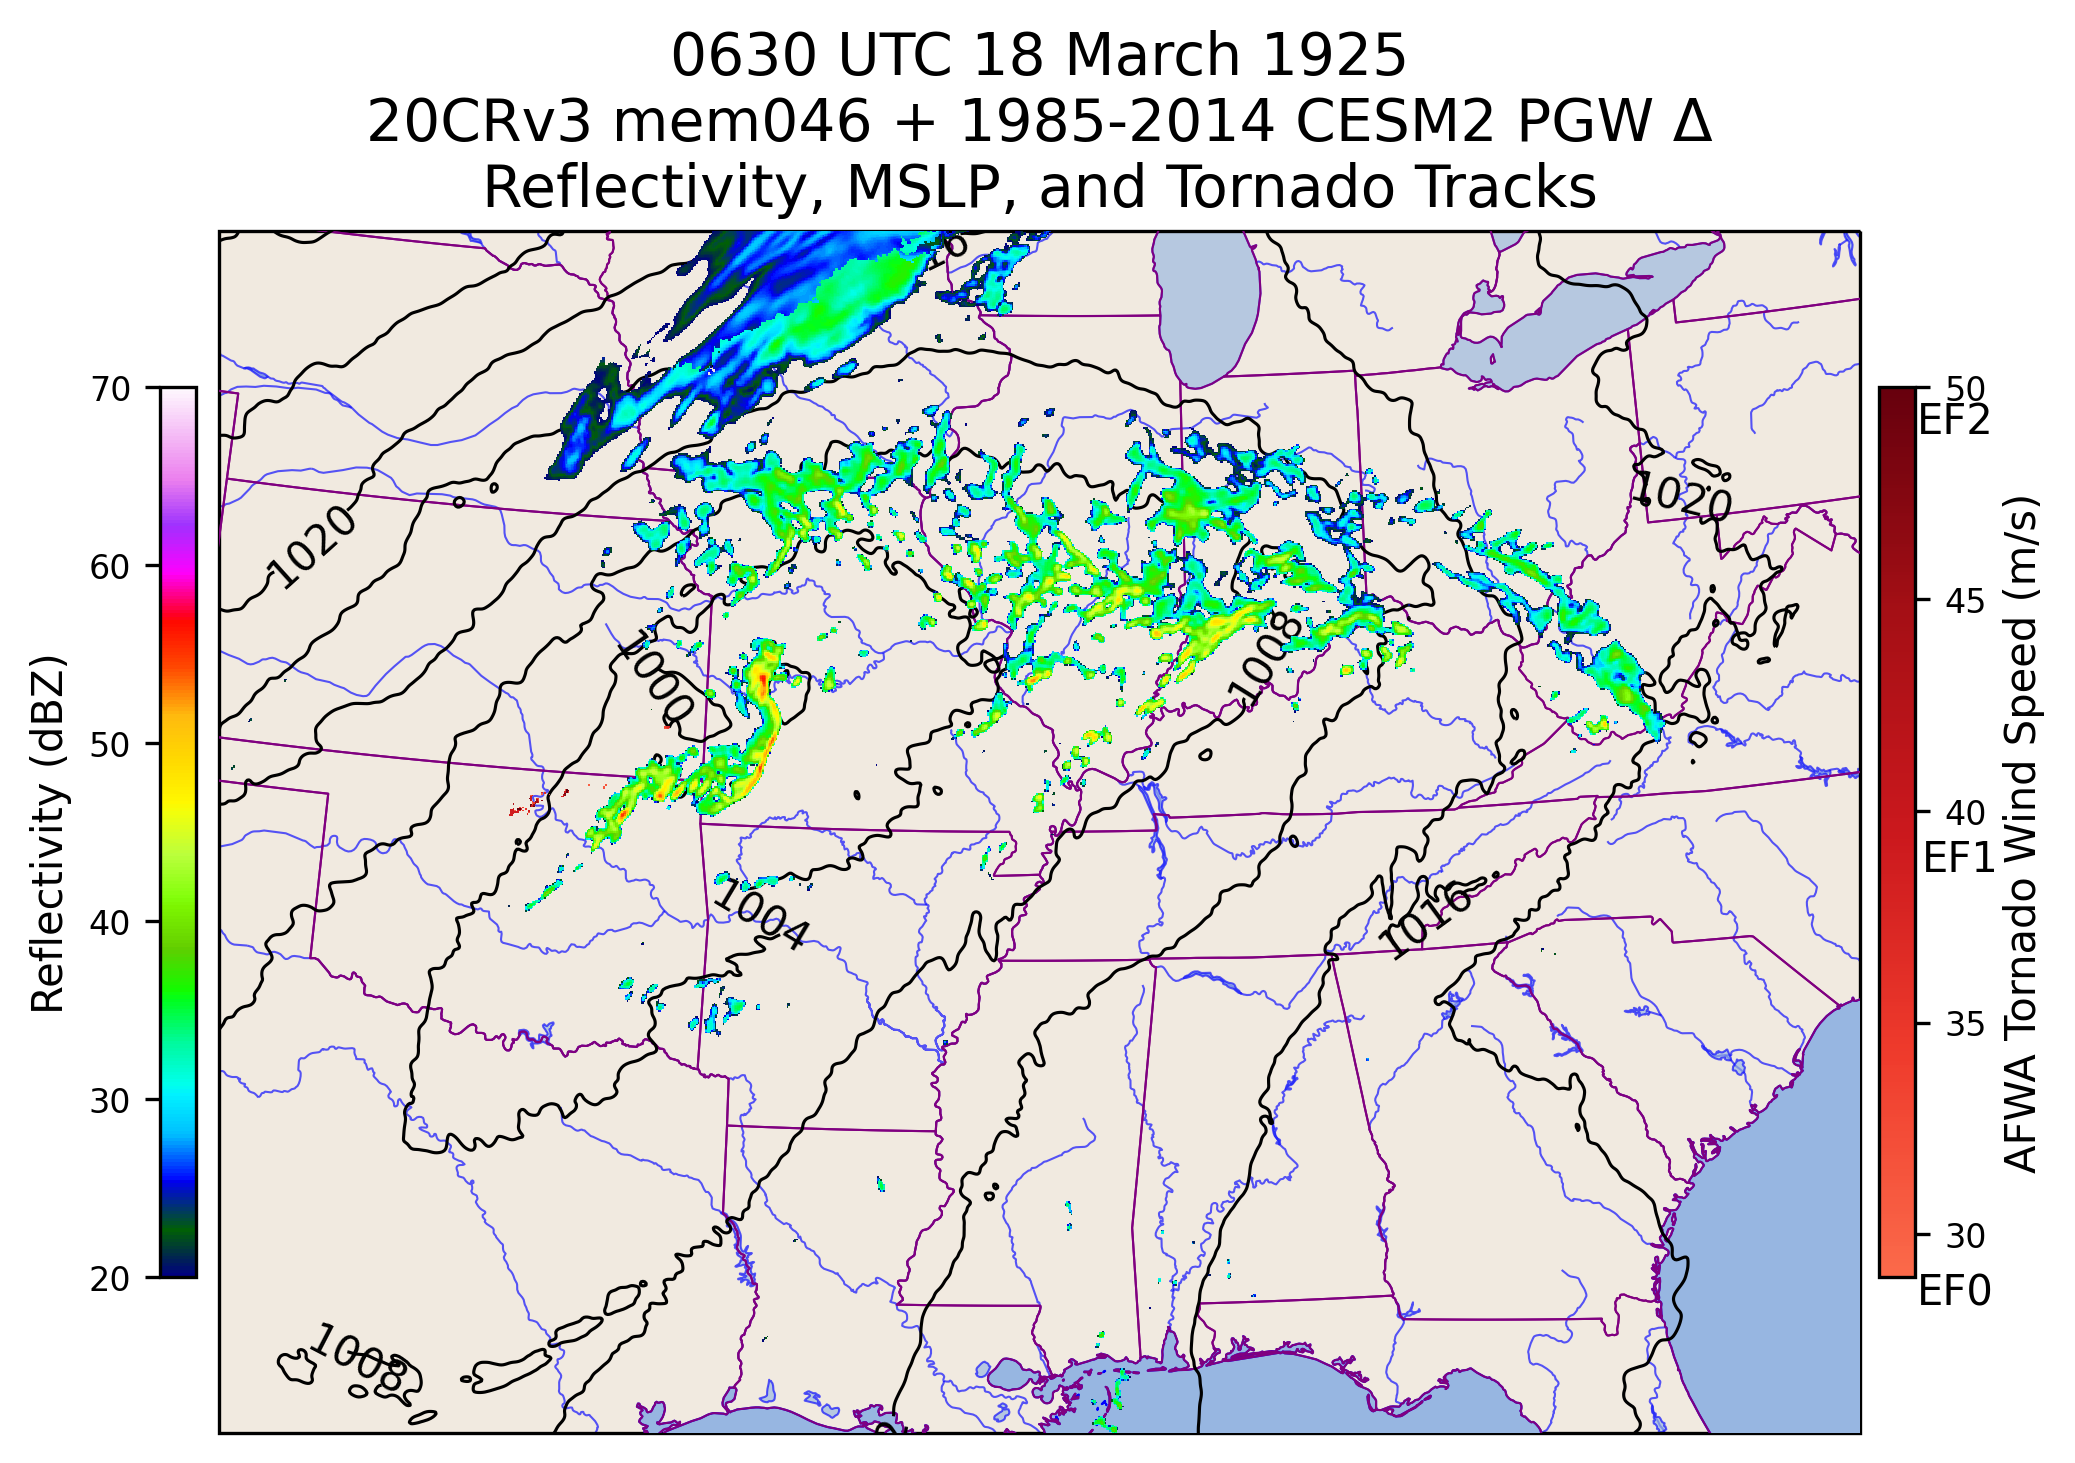 0630 UTC 18 March 1925
20CRv3 mem046 + 1985-2014 CESM2 PGW Δ
Reflectivity, MSLP, and Tornado Tracks
Reflectivity (dBZ)
70
60
50
40
30
20
1020
1020
1000
1008
1004
1016
1008
50
EF2
45
40
EF1
35
30
EF0
AFWA Tornado Wind Speed (m/s)